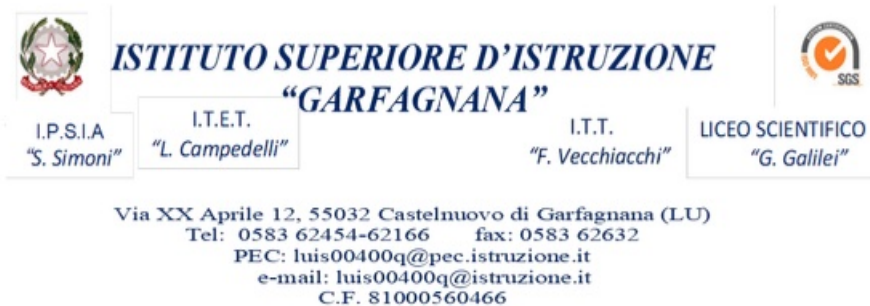 ISTITUTO SUPERIORE D'ISTRUZIONE
"GARFAGNANA"
I.P.S.I.A
"S. Simoni"
I.T.E.T.
"L. Campedelli"
I.T.T.
"F. Vecchiacchi"
LICEO SCIENTIFICO
"G. Galilei"
SGS
Via XX Aprile 12, 55032 Castelnuovo di Garfagnana (LU)
Tel: 0583 62454-62166 fax: 0583 62632
PEC: luis00400q@pec.istruzione.it
e-mail: luis00400q@istruzione.it
C.F. 81000560466